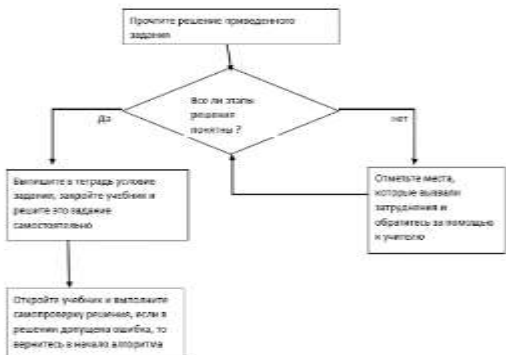 Прочтите решение приведенного
задания
Все ли этапы
решения
понятны ?
Да
нет
Выпишите в тетрадь условие
задания, закройте учебник и
решите это задание
самостоятельно
Отметьте места,
которые вызвали
затруднения и
обратитесь за помощью
к учителю
Откройте учебник и выполните
самопроверку решения, если в
решении допущена ошибка, то
вернитесь в начало алгоритма